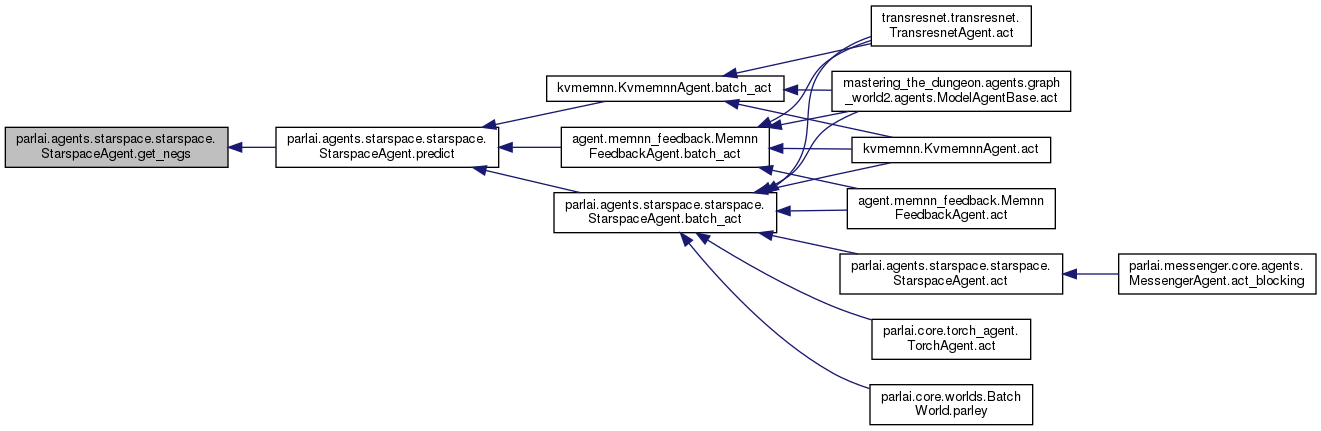 parlai.agents.starspace.starspace.
StarspaceAgent.get_negs
parlai.agents.starspace.starspace.
StarspaceAgent.predict
kvmemnn.KvmemnnAgent.batch_act
agent.memnn_feedback.Memnn
FeedbackAgent.batch_act
parlai.agents.starspace.starspace.
StarspaceAgent.batch_act
transresnet.transresnet.
TransresnetAgent.act
mastering_the_dungeon.agents.graph
_world2.agents.ModelAgentBase.act
kvmemnn.KvmemnnAgent.act
agent.memnn_feedback.Memnn
FeedbackAgent.act
parlai.agents.starspace.starspace.
StarspaceAgent.act
parlai.messenger.core.agents.
MessengerAgent.act_blocking
parlai.core.torch_agent.
TorchAgent.act
parlai.core.worlds.Batch
World.parley